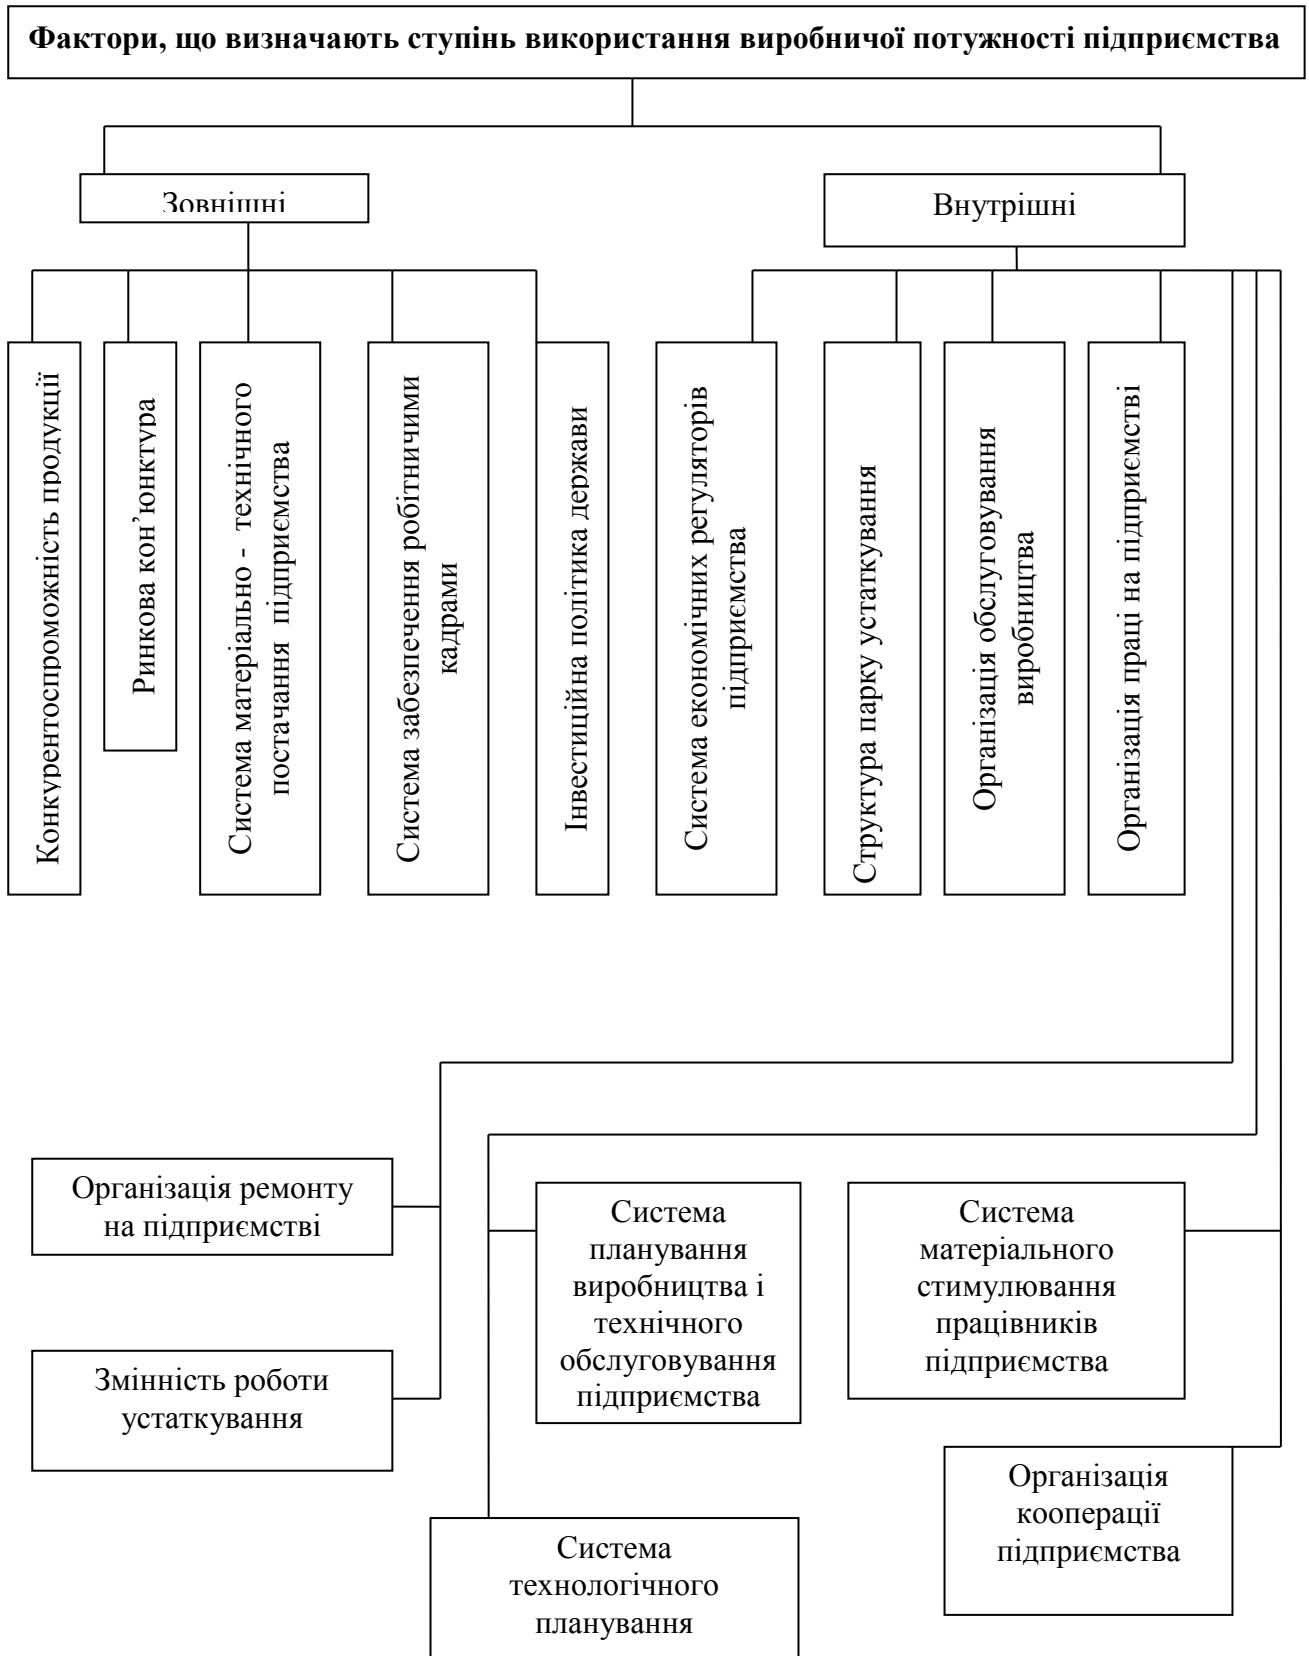 Фактори, що визначають ступінь використання виробничої потужності підприємства
Зовнішні
Внутрішні
Конкурентоспроможність продукції
Ринкова кон’юнктура
Система матеріально - технічного
постачання підприємства
Система забезпечення робітничими
кадрами
Інвестиційна політика держави
Система економічних регуляторів
підприємства
Структура парку устаткування
Організація обслуговування
виробництва
Організація праці на підприємстві
Організація ремонту
на підприємстві
Змінність роботи
устаткування
Система
планування
виробництва і
технічного
обслуговування
підприємства
Система
матеріального
стимулювання
працівників
підприємства
Система
технологічного
планування
Організація
кооперації
підприємства